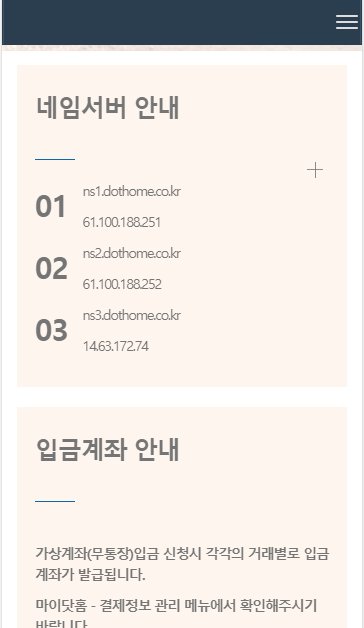 네임서버 안내
01
ns1.dothome.co.kr
61.100.188.251
02
ns2.dothome.co.kr
61.100.188.252
03
ns3.dothome.co.kr
14.63.172.74
입금계좌 안내
가상계좌(무통장)입금 신청시 각각의 거래별로 입금
계좌가 발급됩니다.
마이닷홈 - 결제정보 관리 메뉴에서 확인해주시기
바랍니다